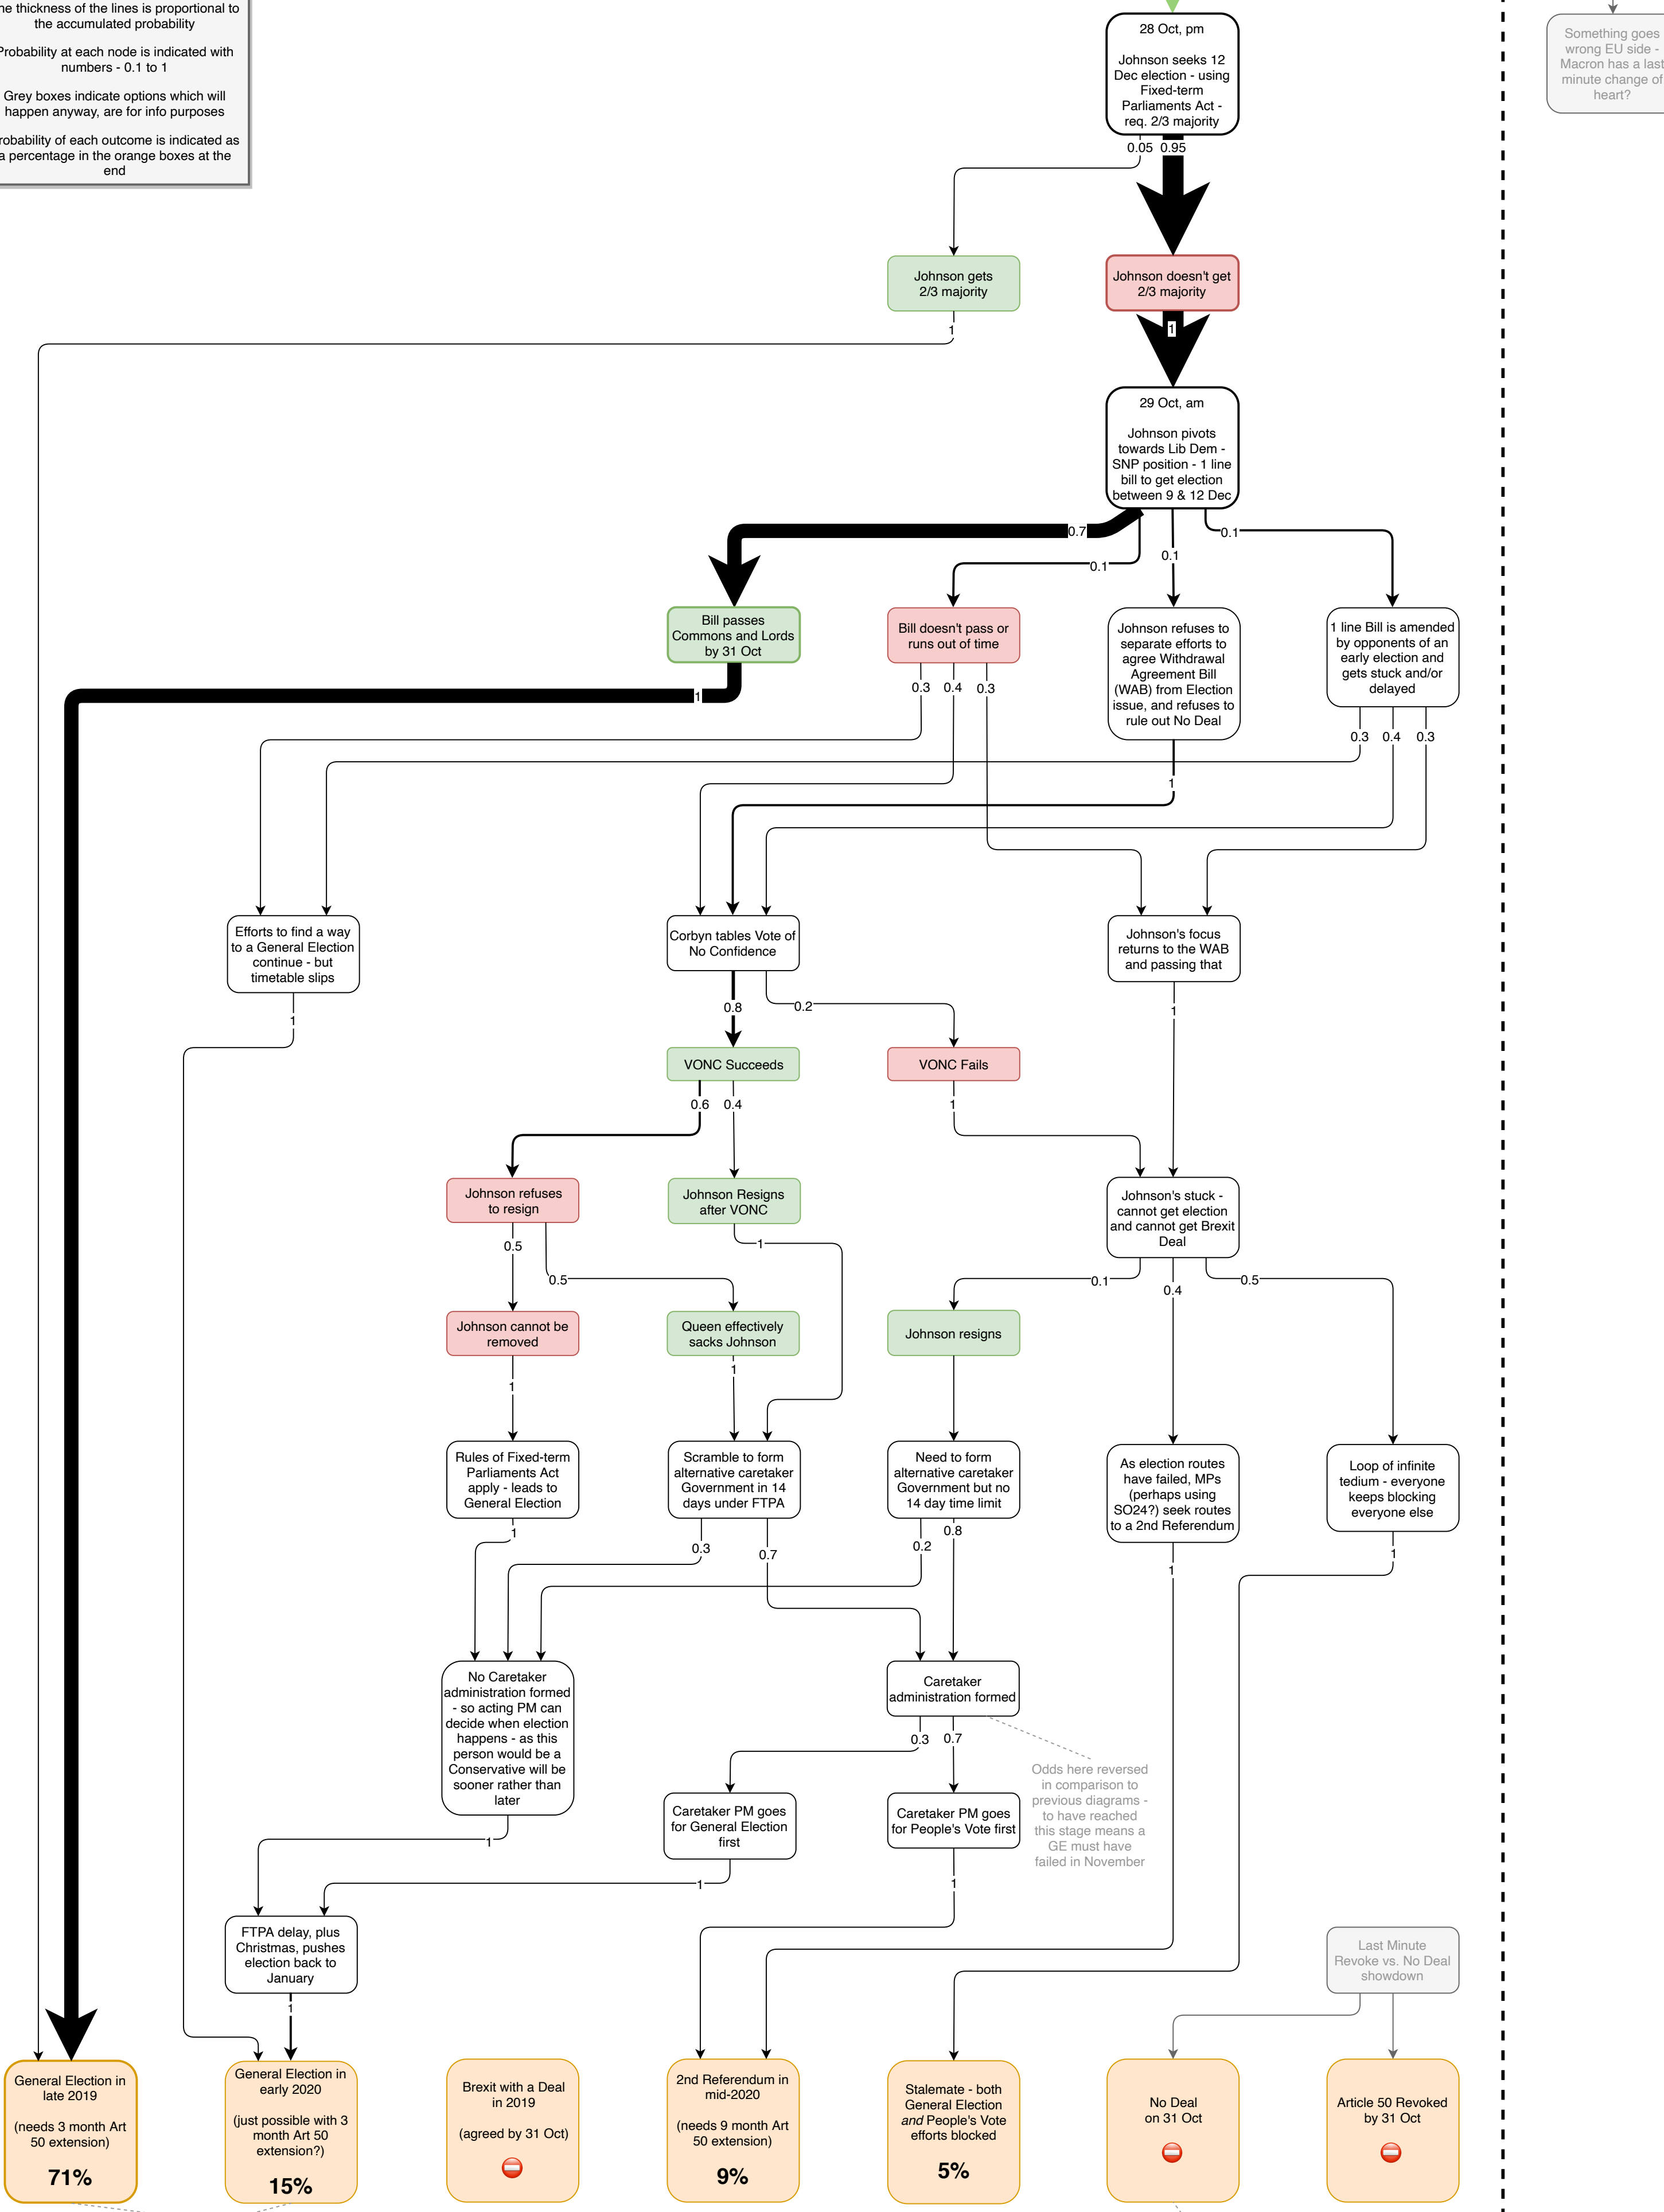 the thickness of the lines is proportional to
the accumulated probability
Probability at each node is indicated with
numbers - 0.1 to 1
Grey boxes indicate options which will
happen anyway, are for info purposes
probability of each outcome is indicated as
a percentage in the orange boxes at the
end
28 Oct, pm
Johnson seeks 12
Dec election - using
Fixed-term
Parliaments Act -
req. 2/3 majority
Something goes
wrong EU side -
Macron has a last
minute change of
heart?
0.05 0.95
Johnson gets
2/3 majority
Johnson doesn't get
2/3 majority
1
1
29 Oct, am
Johnson pivots
towards Lib Dem -
SNP position - 1 line
bill to get election
between 9 & 12 Dec
0.7
0.1
0.1
0.1
Bill passes
Commons and Lords
by 31 Oct
Bill doesn't pass or
runs out of time
Johnson refuses to
separate efforts to
agree Withdrawal
Agreement Bill
(WAB) from Election
issue, and refuses to
rule out No Deal
1 line Bill is amended
by opponents of an
early election and
gets stuck and/or
delayed
1
0.3 0.4 0.3
1
0.3 0.4 0.3
Efforts to find a way
to a General Election
continue - but
timetable slips
Corbyn tables Vote of
No Confidence
Johnson's focus
returns to the WAB
and passing that
1
0.8
0.2
1
VONC Succeeds
VONC Fails
0.6 0.4
1
Johnson refuses
to resign
Johnson Resigns
after VONC
Johnson's stuck -
cannot get election
and cannot get Brexit
Deal
0.5
0.5
1
0.1
0.4
0.5
Johnson cannot be
removed
Queen effectively
sacks Johnson
Johnson resigns
1
1
Rules of Fixed-term
Parliaments Act
apply - leads to
General Election
Scramble to form
alternative caretaker
Government in 14
days under FTPA
Need to form
alternative caretaker
Government but no
14 day time limit
As election routes
have failed, MPs
(perhaps using
SO24?) seek routes
to a 2nd Referendum
Loop of infinite
tedium - everyone
keeps blocking
everyone else
1
0.3
0.7
0.2
0.8
1
1
No Caretaker
administration formed
- so acting PM can
decide when election
happens - as this
person would be a
Conservative will be
sooner rather than
later
Caretaker
administration formed
0.3 0.7
Odds here reversed
in comparison to
previous diagrams -
to have reached
this stage means a
GE must have
failed in November
Caretaker PM goes
for General Election
first
Caretaker PM goes
for People's Vote first
1
1
1
FTPA delay, plus
Christmas, pushes
election back to
January
Last Minute
Revoke vs. No Deal
showdown
1
General Election in
late 2019
(needs 3 month Art
50 extension)
71%
General Election in
early 2020
(just possible with 3
month Art 50
extension?)
15%
Brexit with a Deal
in 2019
(agreed by 31 Oct)
2nd Referendum in
mid-2020
(needs 9 month Art
50 extension)
9%
Stalemate - both
General Election
and People's Vote
efforts blocked
5%
No Deal
on 31 Oct
Article 50 Revoked
by 31 Oct